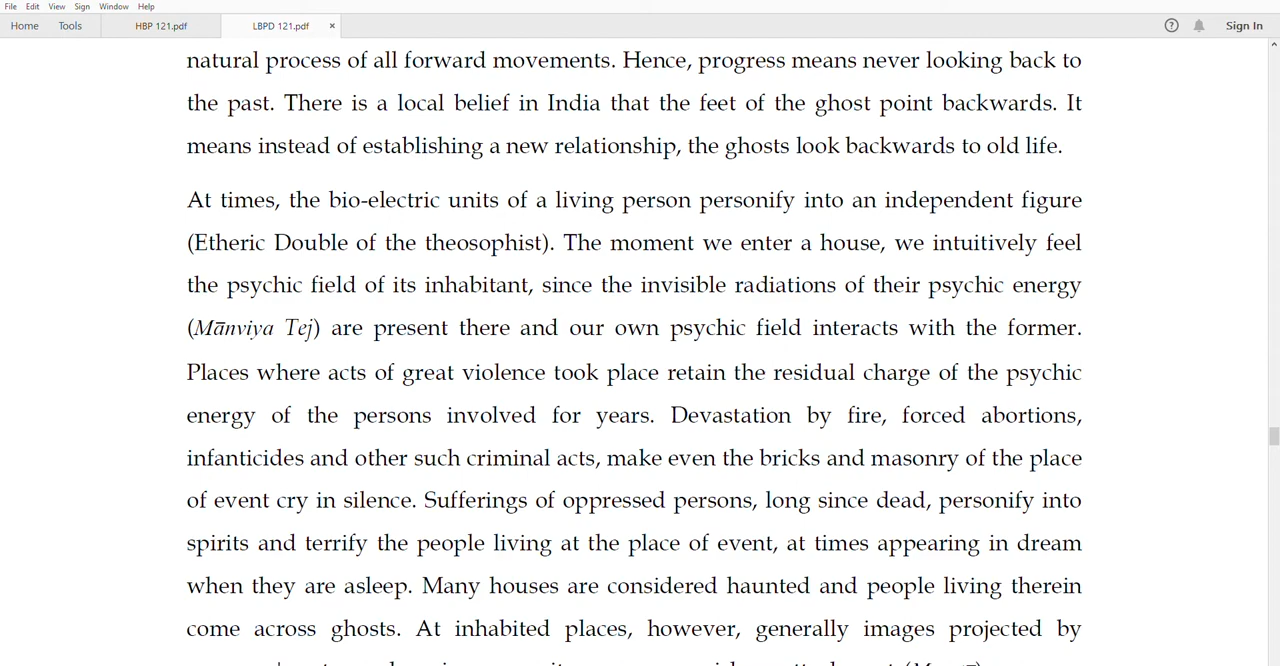 File Edit View Sign Window Help
Home Tools HBP 121.pdf LBPD 121.pdf × ? Sign In
natural process of all forward movements. Hence, progress means never looking back to
the past. There is a local belief in India that the feet of the ghost point backwards. It
means instead of establishing a new relationship, the ghosts look backwards to old life.
At times, the bio-electric units of a living person personify into an independent figure
(Etheric Double of the theosophist). The moment we enter a house, we intuitively feel
the psychic field of its inhabitant, since the invisible radiations of their psychic energy
(Mānviya Tej) are present there and our own psychic field interacts with the former.
Places where acts of great violence took place retain the residual charge of the psychic
energy of the persons involved for years. Devastation by fire, forced abortions,
infanticides and other such criminal acts, make even the bricks and masonry of the place
of event cry in silence. Sufferings of oppressed persons, long since dead, personify into
spirits and terrify the people living at the place of event, at times appearing in dream
when they are asleep. Many houses are considered haunted and people living therein
come across ghosts. At inhabited places, however, generally images projected by